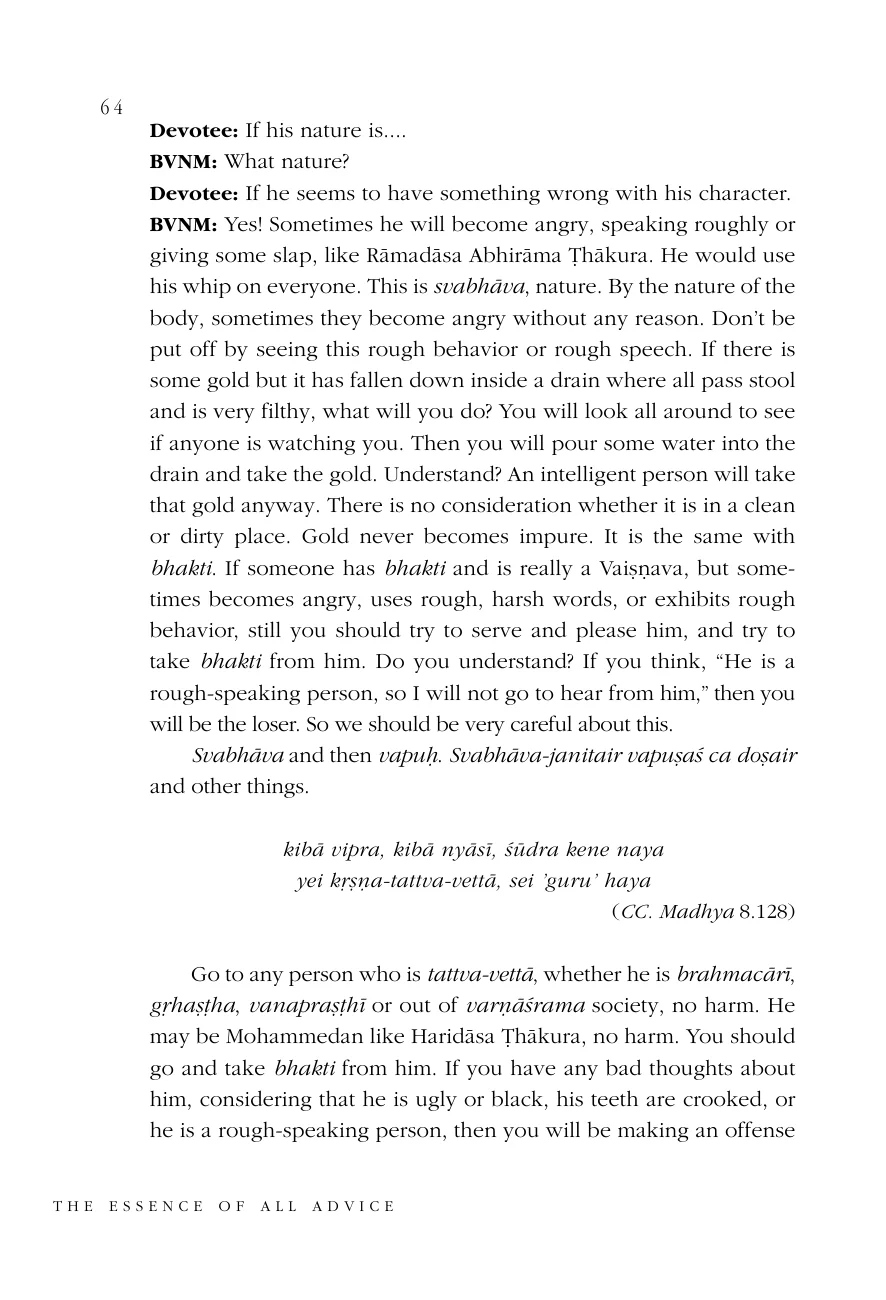 64
Devotee: If his nature is....
BVNM: What nature?
Devotee: If he seems to have something wrong with his character.
BVNM: Yes! Sometimes he will become angry, speaking roughly or
giving some slap, like Rāmadāsa Abhirāma Ṭhākura. He would use
his whip on everyone. This is svabhāva, nature. By the nature of the
body, sometimes they become angry without any reason. Don’t be
put off by seeing this rough behavior or rough speech. If there is
some gold but it has fallen down inside a drain where all pass stool
and is very filthy, what will you do? You will look all around to see
if anyone is watching you. Then you will pour some water into the
drain and take the gold. Understand? An intelligent person will take
that gold anyway. There is no consideration whether it is in a clean
or dirty place. Gold never becomes impure. It is the same with
bhakti. If someone has bhakti and is really a Vaiṣṇava, but some-
times becomes angry, uses rough, harsh words, or exhibits rough
behavior, still you should try to serve and please him, and try to
take bhakti from him. Do you understand? If you think, “He is a
rough-speaking person, so I will not go to hear from him,” then you
will be the loser. So we should be very careful about this.
Svabhāva and then vapuḥ. Svabhāva-janitair vapuṣaś ca doṣair
and other things.
kibā vipra, kibā nyāsī, śūdra kene naya
yei kṛṣṇa-tattva-vettā, sei ’guru’ haya
(CC. Madhya 8.128)
Go to any person who is tattva-vettā, whether he is brahmacārī,
gṛhaṣṭha, vanapraṣṭhī or out of varṇāśrama society, no harm. He
may be Mohammedan like Haridāsa Ṭhākura, no harm. You should
go and take bhakti from him. If you have any bad thoughts about
him, considering that he is ugly or black, his teeth are crooked, or
he is a rough-speaking person, then you will be making an offense
THE ESSENCE OF ALL ADVICE